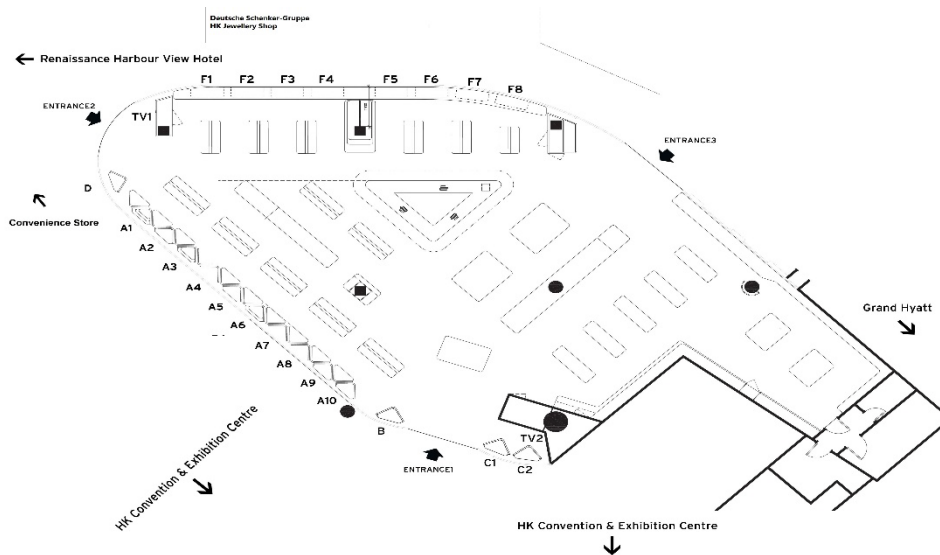 Deutsche Schenker-Gruppe
HK Jewellery Shop
← Renaissance Harbour View Hotel
F1 F2 F3 F4 F5 F6 F7 F8
ENTRANCE2
TV1
ENTRANCE3
D
Convenience Store
A1
A2
A3
A4
A5
A6
A7
A8
A9
A10
Grand Hyatt
B
TV2
C1
C2
ENTRANCE1
HK Convention & Exhibition Centre
HK Convention & Exhibition Centre